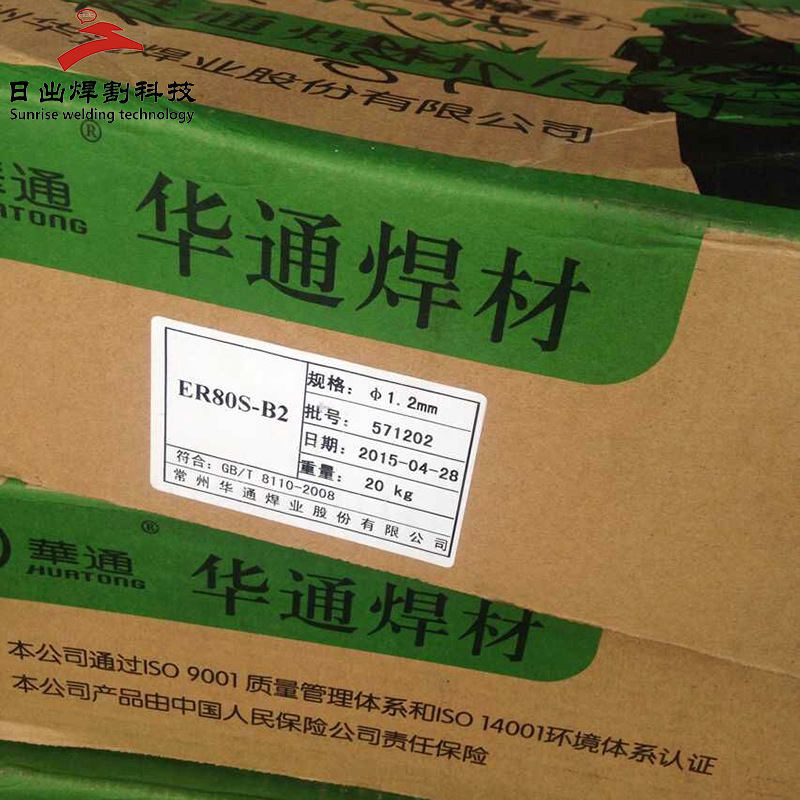 日出焊割科技
Sunrise welding technology
焊业股份有限公司
®
華通
HUATONG
华通焊材
ER80S-B2
规格: φ1.2mm
批号: 571202
日期: 2015-04-28
重量: 20 kg
符合: GB/T 8110-2008
常州华通焊业股份有限公司
®
華通
HUATONG
华通焊材
本公司通过ISO 9001 质量管理体系和ISO 14001环境体系认证
本公司产品由中国人民保险公司责任保险